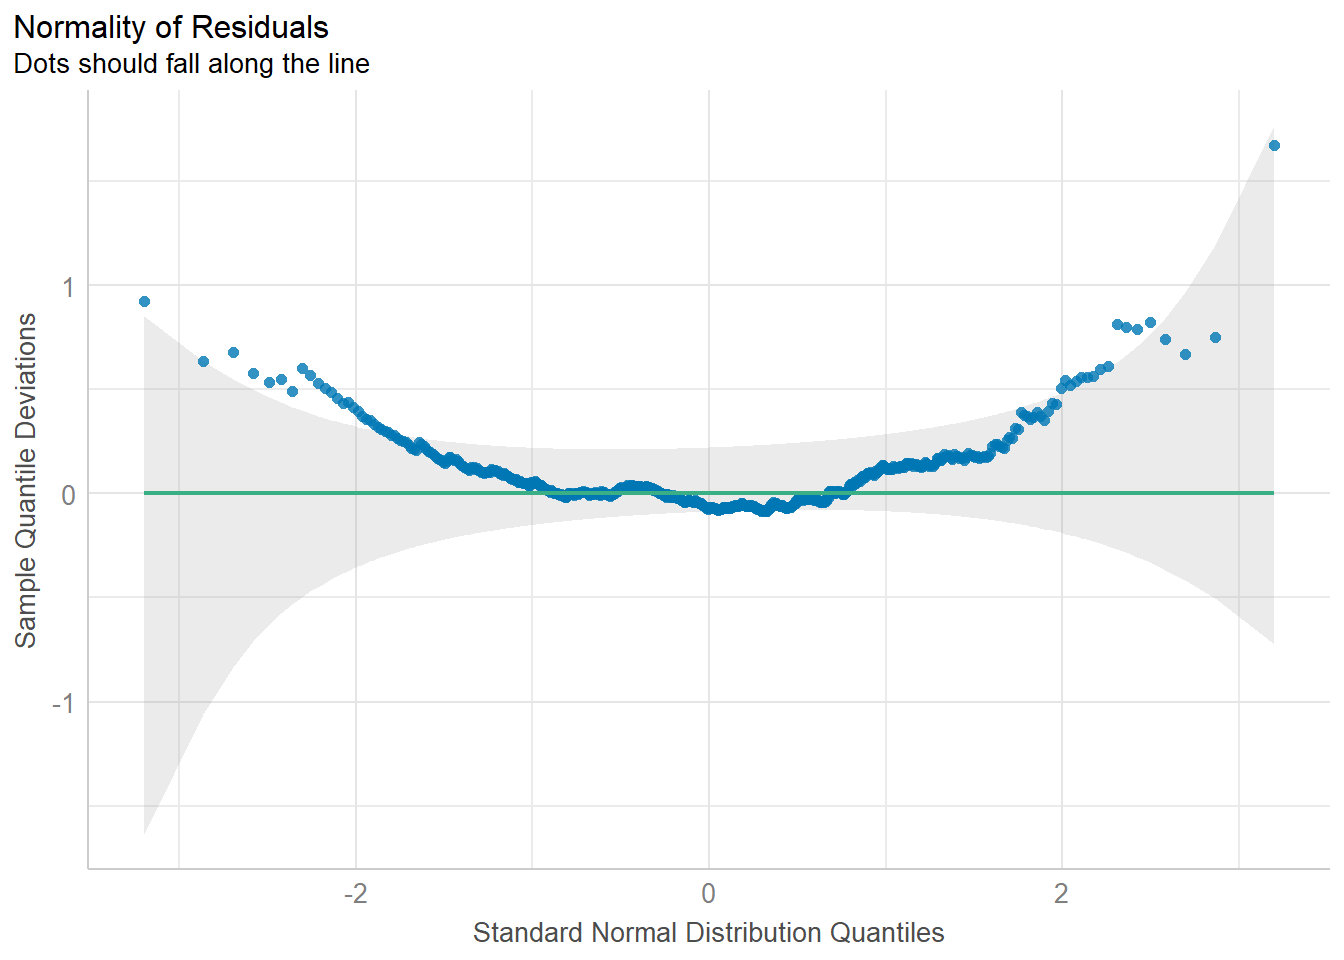 Normality of Residuals
Dots should fall along the line
Sample Quantile Deviations
1
0
-1
-2
0
2
Standard Normal Distribution Quantiles